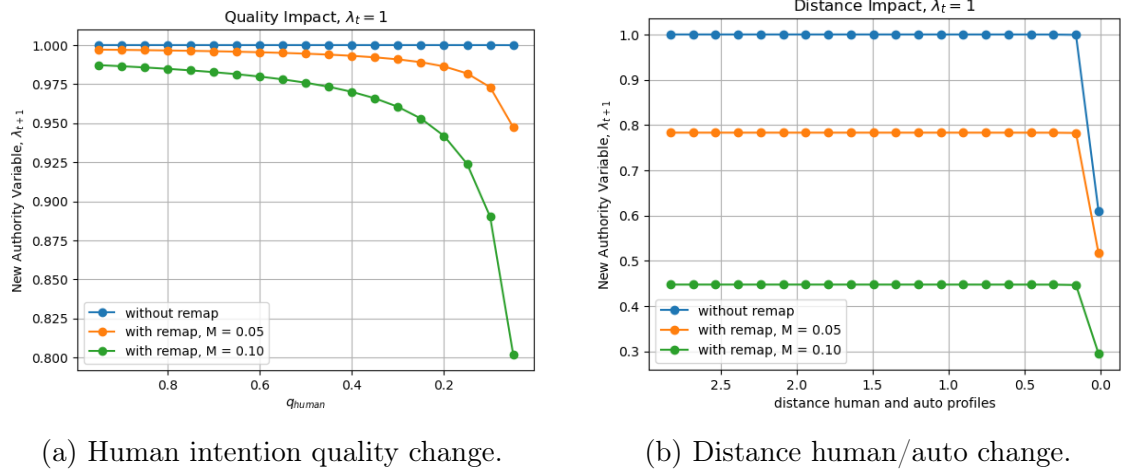 Quality Impact, λt = 1
New Authority Variable, λt+1
1.000
0.975
0.950
0.925
0.900
0.875
0.850
0.825
0.800
without remap
with remap, M = 0.05
with remap, M = 0.10
0.8 0.6 0.4 0.2
qhuman
(a) Human intention quality change.
Distance Impact, λt = 1
New Authority Variable, λt+1
1.0
0.9
0.8
0.7
0.6
0.5
0.4
0.3
without remap
with remap, M = 0.05
with remap, M = 0.10
2.5 2.0 1.5 1.0 0.5 0.0
distance human and auto profiles
(b) Distance human/auto change.